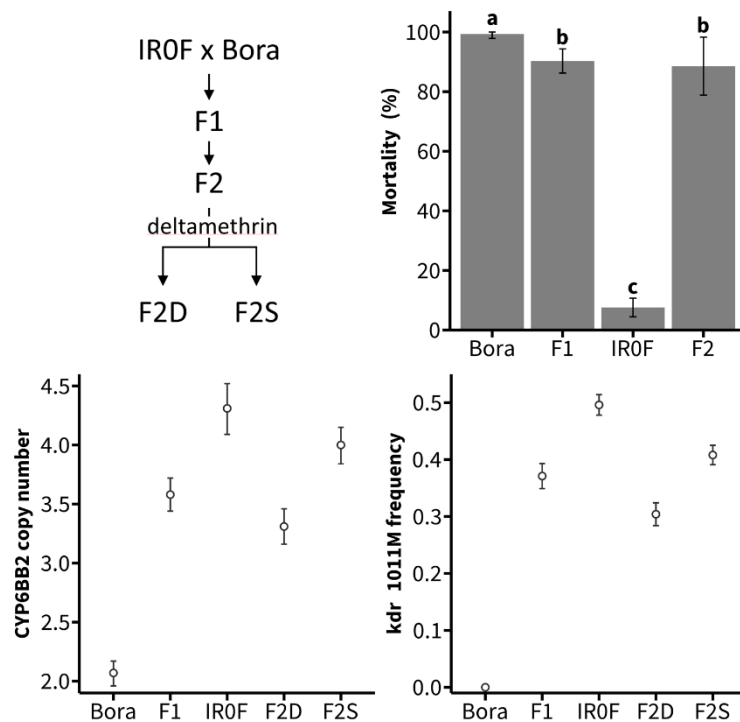 IR0F x Bora
F1
F2
deltamethrin
F2D F2S
Mortality (%)
100
80
60
40
20
0
a
b
c
b
Bora F1 IR0F F2
CYP6BB2 copy number
4.5
4.0
3.5
3.0
2.5
2.0
Bora F1 IR0F F2D F2S
kdr 1011M frequency
0.5
0.4
0.3
0.2
0.1
0.0
Bora F1 IR0F F2D F2S